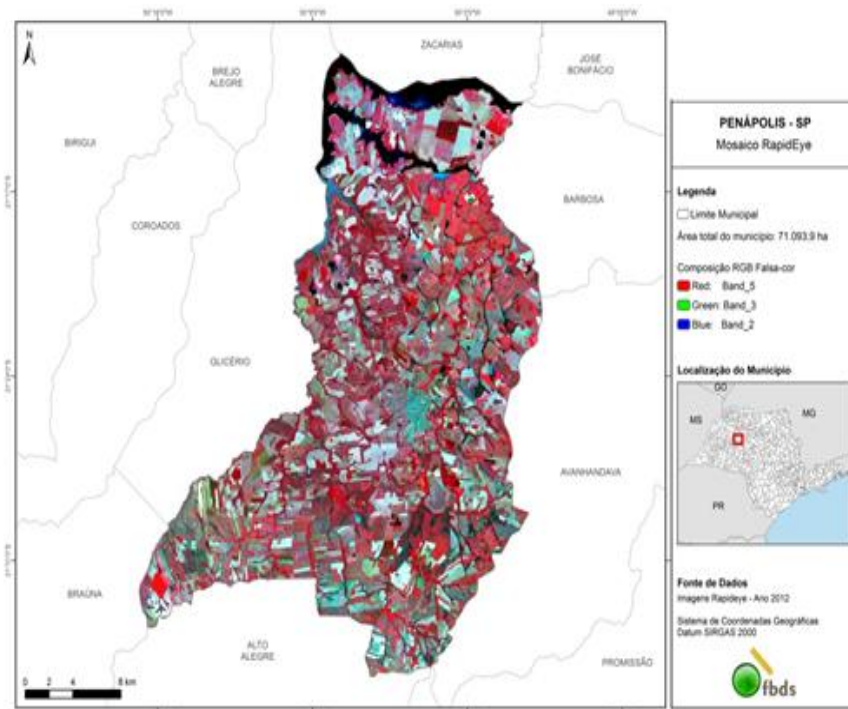 N
ZACARIAS
JOSÉ
BONIFÁCIO
BREJO
ALEGRE
BIRIGUI
COROADOS
BARBOSA
GLICÉRIO
AVANHANDAVA
BRAÚNA
ALTO
ALEGRE
PROMISSÃO
0 2 4 8 km
PENÁPOLIS - SP
Mosaico RapidEye
Legenda
Limite Municipal
Área total do município: 71.093,9 ha
Composição RGB Falsa-cor
Red: Band_5
Green: Band_3
Blue: Band_2
Localização do Município
GO
MS
MG
PR
Fonte de Dados
Imagens Rapideye - Ano 2012
Sistema de Coordenadas Geográficas
Datum SIRGAS 2000
fbds